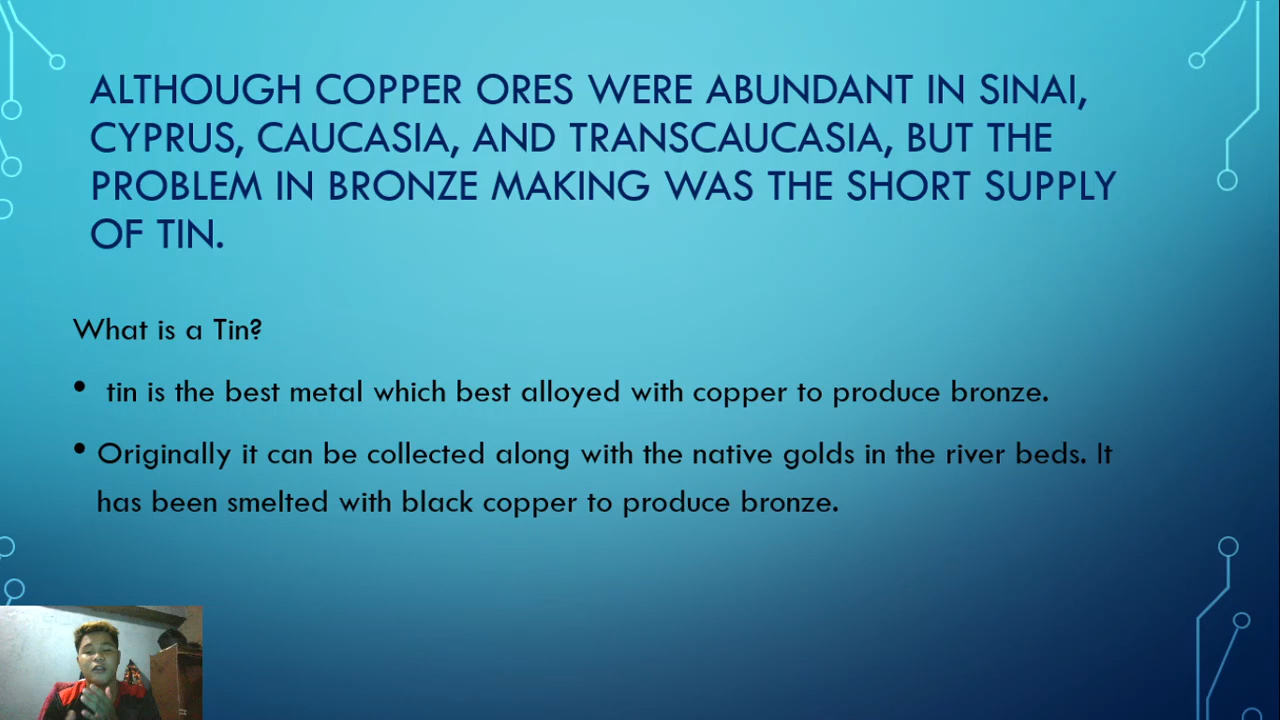 ALTHOUGH COPPER ORES WERE ABUNDANT IN SINAI,
CYPRUS, CAUCASIA, AND TRANSCAUCASIA, BUT THE
PROBLEM IN BRONZE MAKING WAS THE SHORT SUPPLY
OF TIN.
What is a Tin?
• tin is the best metal which best alloyed with copper to produce bronze.
• Originally it can be collected along with the native golds in the river beds. It
has been smelted with black copper to produce bronze.